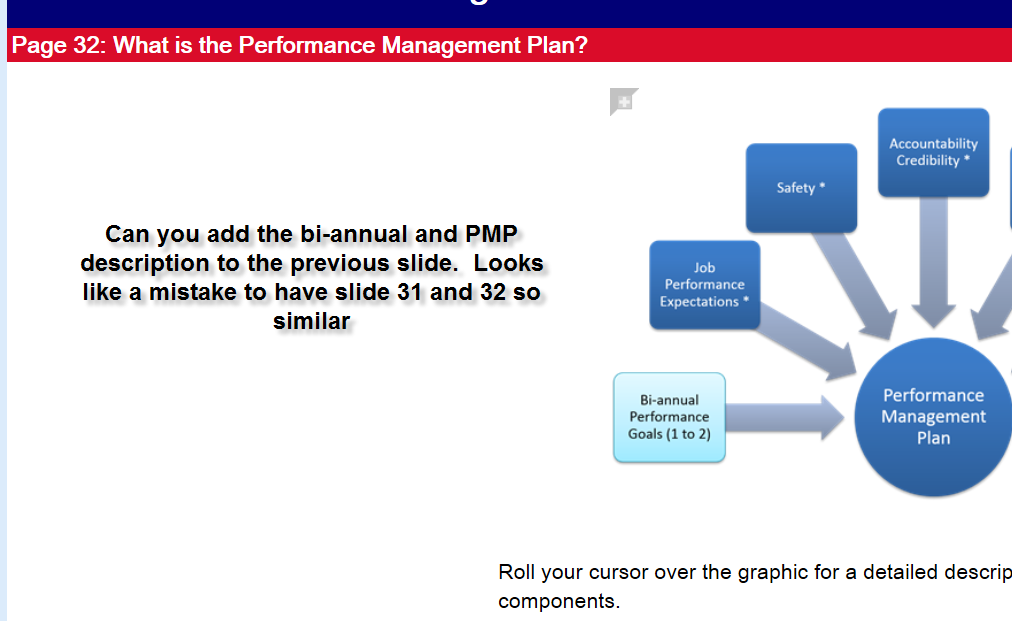 Page 32: What is the Performance Management Plan?
Accountability
Credibility *
Safety *
Can you add the bi-annual and PMP
description to the previous slide.  Looks
like a mistake to have slide 31 and 32 so
similar
Job
Performance
Expectations *
Bi-annual
Performance
Goals (1 to 2)
Performance
Management
Plan
Roll your cursor over the graphic for a detailed descrip
components.